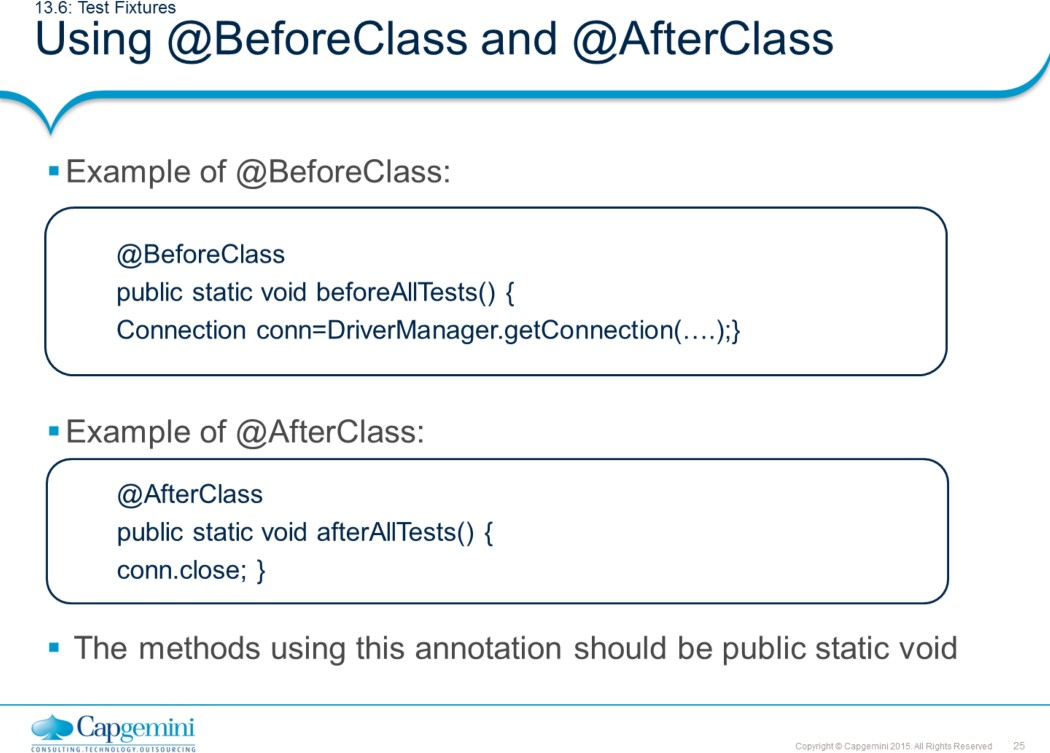 13.6: Test Fixtures
Using @BeforeClass and @AfterClass
Example of @BeforeClass:
@BeforeClass
public static void beforeAllTests() {
Connection conn=DriverManager.getConnection(….);}
Example of @AfterClass:
@AfterClass
public static void afterAllTests() {
conn.close; }
The methods using this annotation should be public static void
Capgemini
CONSULTING.TECHNOLOGY.OUTSOURCING
Copyright © Capgemini 2015. All Rights Reserved 25